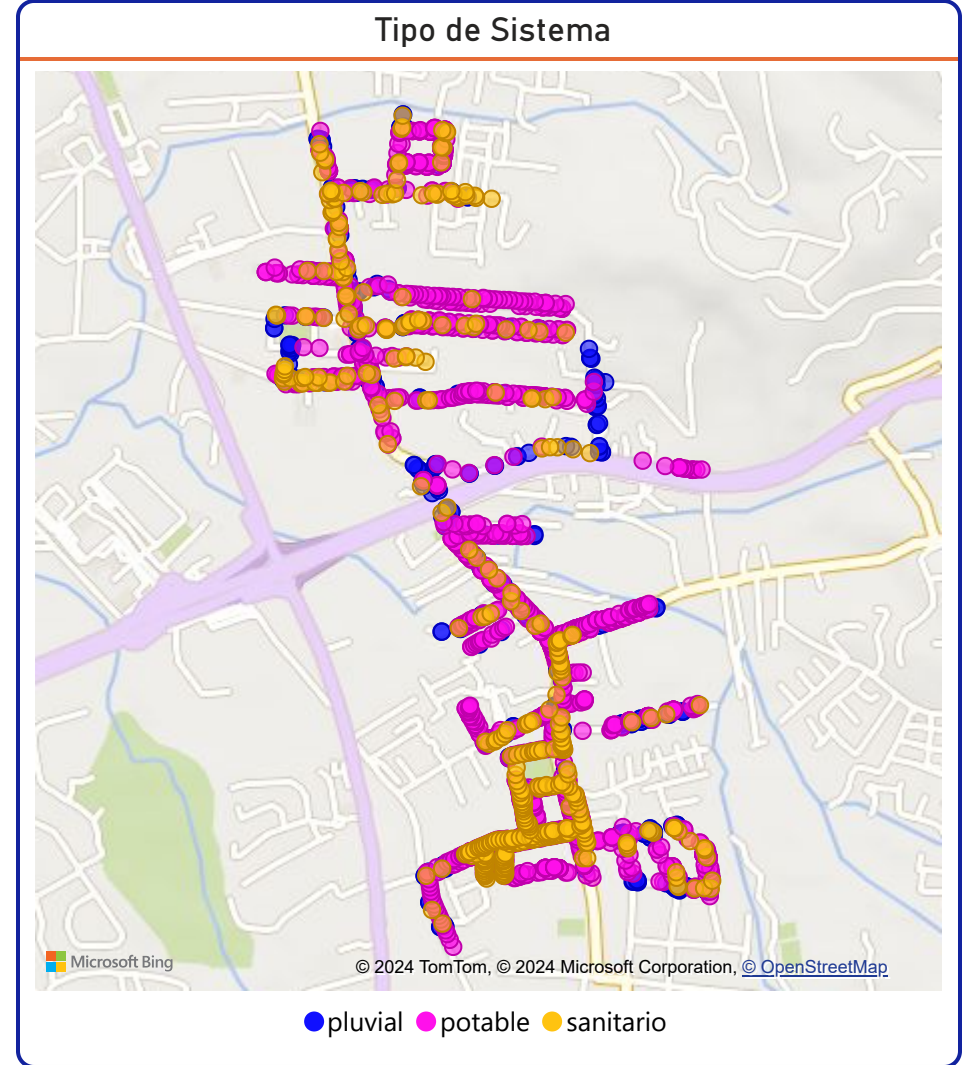 Tipo de Sistema
Microsoft Bing
© 2024 TomTom, © 2024 Microsoft Corporation, © OpenStreetMap
pluvial potable sanitario